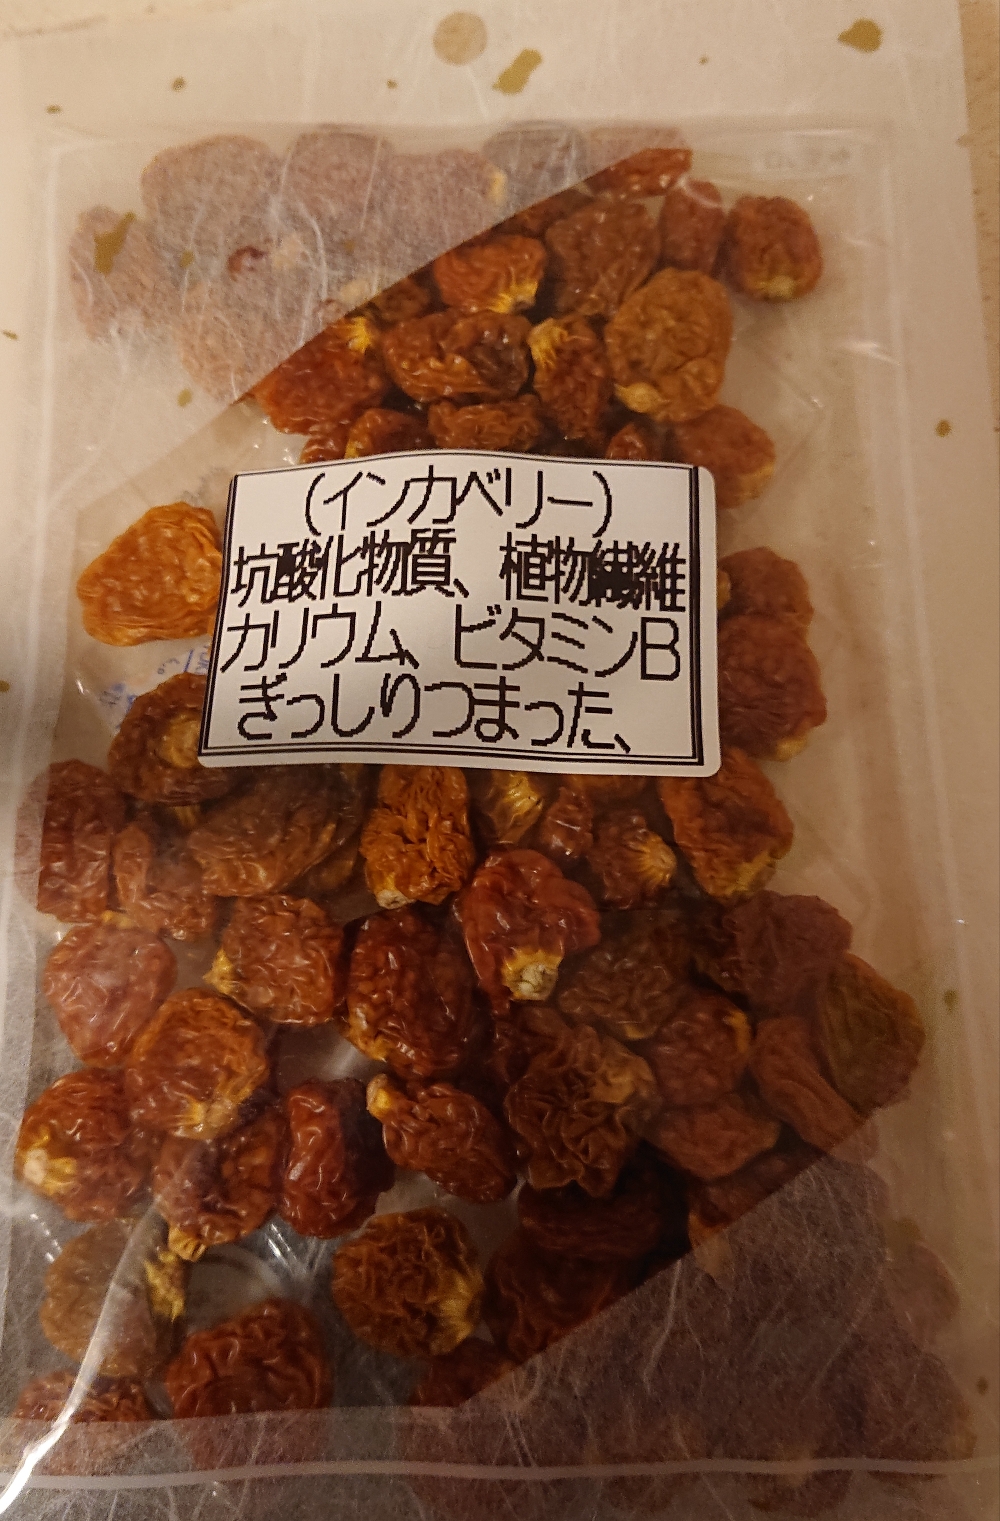 (インカベリー)
坑酸化物質、植物繊維
カリウム、ビタミンB
ぎっしりつまった、